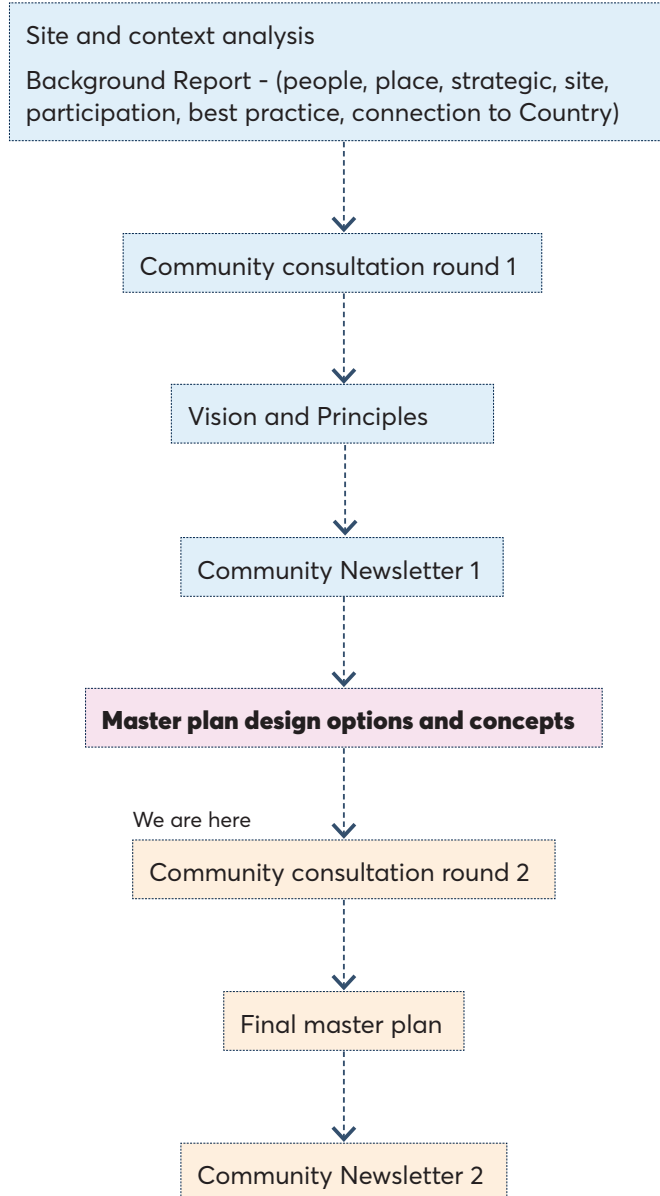 Site and context analysis
Background Report - (people, place, strategic, site,
participation, best practice, connection to Country)
Community consultation round 1
Vision and Principles
Community Newsletter 1
Master plan design options and concepts
We are here
Community consultation round 2
Final master plan
Community Newsletter 2